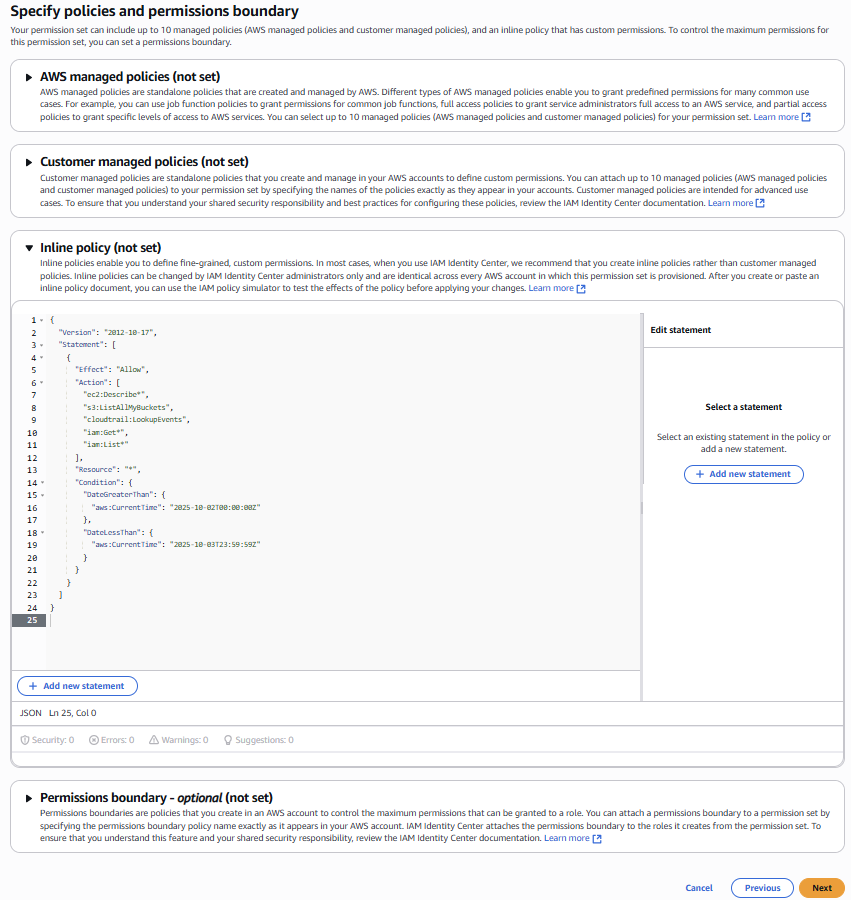 Specify policies and permissions boundary
Your permission set can include up to 10 managed policies (AWS managed policies and customer managed policies), and an inline policy that has custom permissions. To control the maximum permissions for
this permission set, you can set a permissions boundary.
AWS managed policies (not set)
AWS managed policies are standalone policies that are created and managed by AWS. Different types of AWS managed policies enable you to grant predefined permissions for many common use
cases. For example, you can use job function policies to grant permissions for common job functions, full access policies to grant service administrators full access to an AWS service, and partial access
policies to grant specific levels of access to AWS services. You can select up to 10 managed policies (AWS managed policies and customer managed policies) for your permission set. Learn more
Customer managed policies (not set)
Customer managed policies are standalone policies that you create and manage in your AWS accounts to define custom permissions. You can attach up to 10 managed policies (AWS managed policies
and customer managed policies) to your permission set by specifying the names of the policies exactly as they appear in your accounts. Customer managed policies are intended for advanced use
cases. To ensure that you understand your shared security responsibility and best practices for configuring these policies, review the IAM Identity Center documentation. Learn more
Inline policy (not set)
Inline policies enable you to define fine-grained, custom permissions. In most cases, when you use IAM Identity Center, we recommend that you create inline policies rather than customer managed
policies. Inline policies can be changed by IAM Identity Center administrators only and are identical across every AWS account in which this permission set is provisioned. After you create or paste an
inline policy document, you can use the IAM policy simulator to test the effects of the policy before applying your changes. Learn more
1 {
2 "Version": "2012-10-17",
3 "Statement": [
4 {
5 "Effect": "Allow",
6 "Action": [
7 "ec2:Describe*",
8 "s3:ListAllMyBuckets",
9 "cloudtrail:LookupEvents",
10 "iam:Get*",
11 "iam:List*"
12 ],
13 "Resource": "*",
14 "Condition": {
15 "DateGreaterThan": {
16 "aws:CurrentTime": "2025-10-02T00:00:00Z"
17 },
18 "DateLessThan": {
19 "aws:CurrentTime": "2025-10-03T23:59:59Z"
20 }
21 }
22 }
23 ]
24 }
25
Edit statement
Select a statement
Select an existing statement in the policy or
add a new statement.
+ Add new statement
+ Add new statement
JSON Ln 25, Col 0
Security: 0 Errors: 0 Warnings: 0 Suggestions: 0
Permissions boundary - optional (not set)
Permissions boundaries are policies that you create in an AWS account to control the maximum permissions that can be granted to a role. You can attach a permissions boundary to a permission set by
specifying the permissions boundary policy name exactly as it appears in your AWS account. IAM Identity Center attaches the permissions boundary to the roles it creates from the permission set. To
ensure that you understand this feature and your shared security responsibility, review the IAM Identity Center documentation. Learn more
Cancel Previous Next